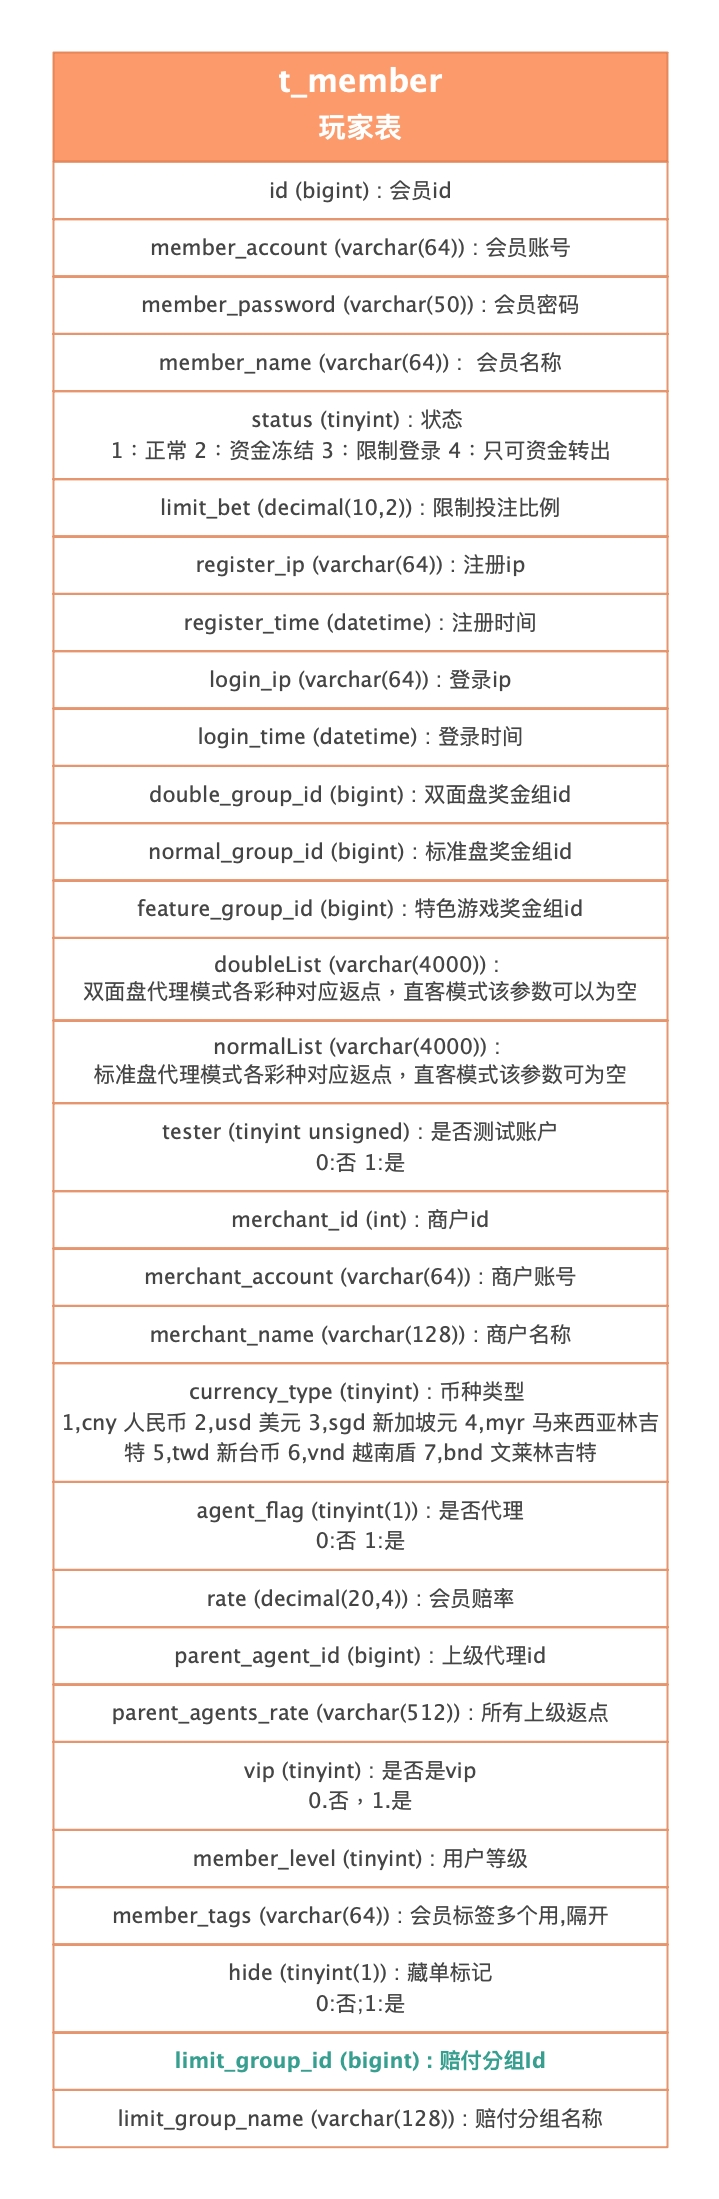 t_member
玩家表
id (bigint) : 会员id
member_account (varchar(64)) : 会员账号
member_password (varchar(50)) : 会员密码
member_name (varchar(64)) :  会员名称
status (tinyint) : 状态
1：正常 2：资金冻结 3：限制登录 4：只可资金转出
limit_bet (decimal(10,2)) : 限制投注比例
register_ip (varchar(64)) : 注册ip
register_time (datetime) : 注册时间
login_ip (varchar(64)) : 登录ip
login_time (datetime) : 登录时间
double_group_id (bigint) : 双面盘奖金组id
normal_group_id (bigint) : 标准盘奖金组id
feature_group_id (bigint) : 特色游戏奖金组id
doubleList (varchar(4000)) :
双面盘代理模式各彩种对应返点，直客模式该参数可以为空
normalList (varchar(4000)) :
标准盘代理模式各彩种对应返点，直客模式该参数可为空
tester (tinyint unsigned) : 是否测试账户
0:否 1:是
merchant_id (int) : 商户id
merchant_account (varchar(64)) : 商户账号
merchant_name (varchar(128)) : 商户名称
currency_type (tinyint) : 币种类型
1,cny 人民币 2,usd 美元 3,sgd 新加坡元 4,myr 马来西亚林吉
特 5,twd 新台币 6,vnd 越南盾 7,bnd 文莱林吉特
agent_flag (tinyint(1)) : 是否代理
0:否 1:是
rate (decimal(20,4)) : 会员赔率
parent_agent_id (bigint) : 上级代理id
parent_agents_rate (varchar(512)) : 所有上级返点
vip (tinyint) : 是否是vip
0.否，1.是
member_level (tinyint) : 用户等级
member_tags (varchar(64)) : 会员标签多个用,隔开
hide (tinyint(1)) : 藏单标记
0:否;1:是
limit_group_id (bigint) : 赔付分组Id
limit_group_name (varchar(128)) : 赔付分组名称